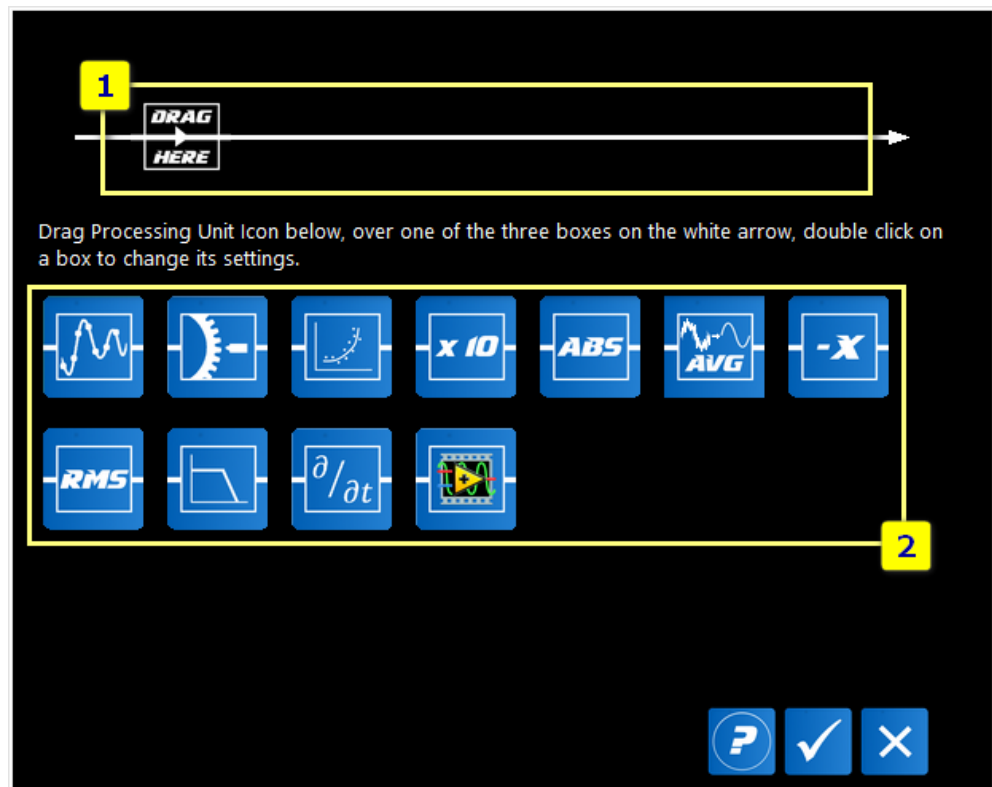 1
DRAG
HERE
Drag Processing Unit Icon below, over one of the three boxes on the white arrow, double click on
a box to change its settings.
x 10
ABS
AVG
-X
RMS
∂/∂t
2
?